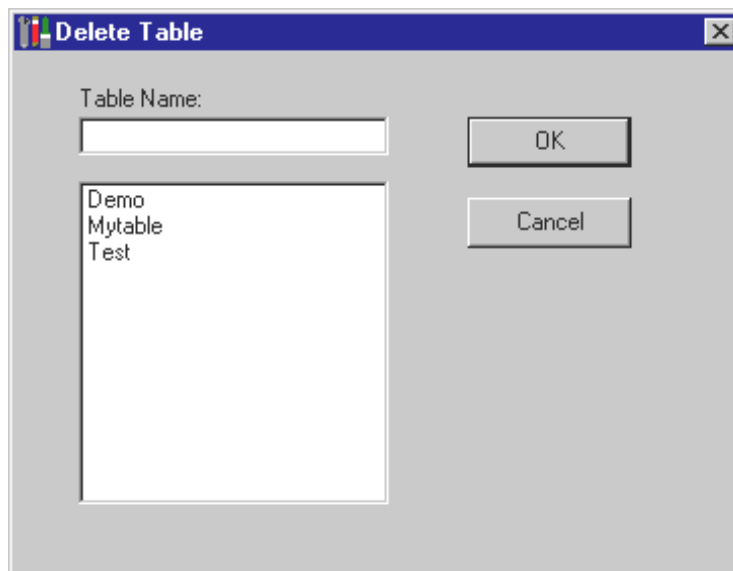 Delete Table
Table Name:
OK
Demo
Mytable
Test
Cancel